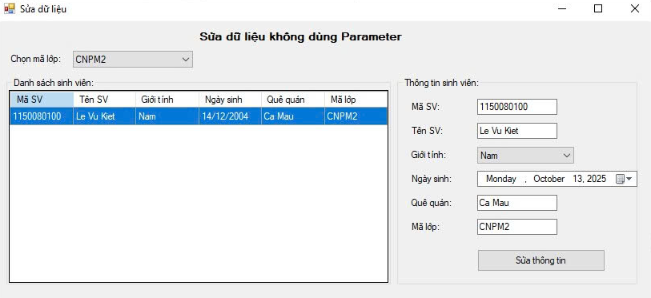 Sửa dữ liệu
Sửa dữ liệu không dùng Parameter
Chọn mã lớp: CNPM2
Danh sách sinh viên:
Mã SV Tên SV Giới tính Ngày sinh Quê quán Mã lớp
1150080100 Le Vu Kiet Nam 14/12/2004 Ca Mau CNPM2
Thông tin sinh viên:
Mã SV: 1150080100
Tên SV: Le Vu Kiet
Giới tính: Nam
Ngày sinh: Monday , October 13, 2025
Quê quán: Ca Mau
Mã lớp: CNPM2
Sửa thông tin